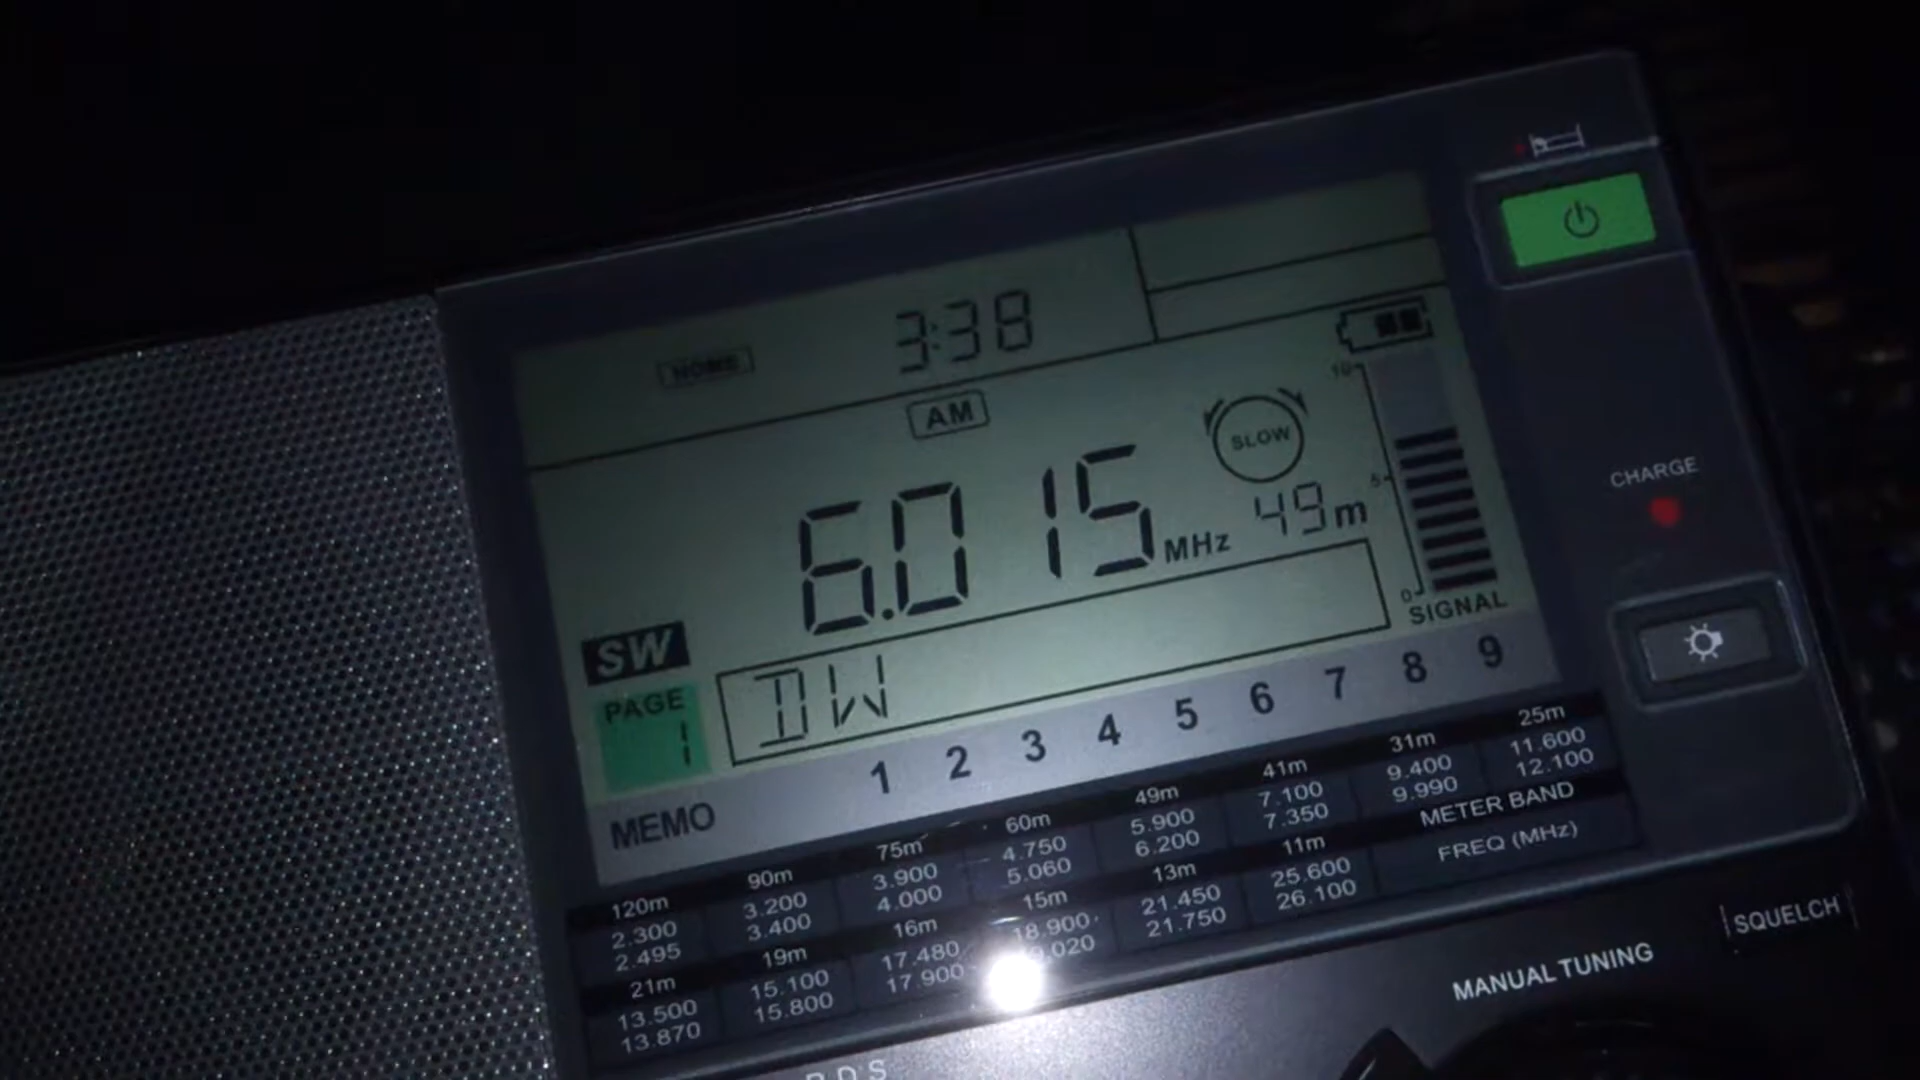 HOME 3:38
AM
SLOW
10
5
0
6.015 MHz 49m
SIGNAL
SW
PAGE
1
DW
MEMO 1 2 3 4 5 6 7 8 9
CHARGE
120m 90m 75m 60m 49m 41m 31m 25m
2.300 3.200 3.900 4.750 5.900 7.100 9.400 11.600
2.495 3.400 4.000 5.060 6.200 7.350 9.990 12.100
21m 19m 16m 15m 13m 11m METER BAND
13.500 15.100 17.480 18.900 21.450 25.600 FREQ (MHz)
13.870 15.800 17.900 21.750 26.100
SQUELCH
MANUAL TUNING
RDS